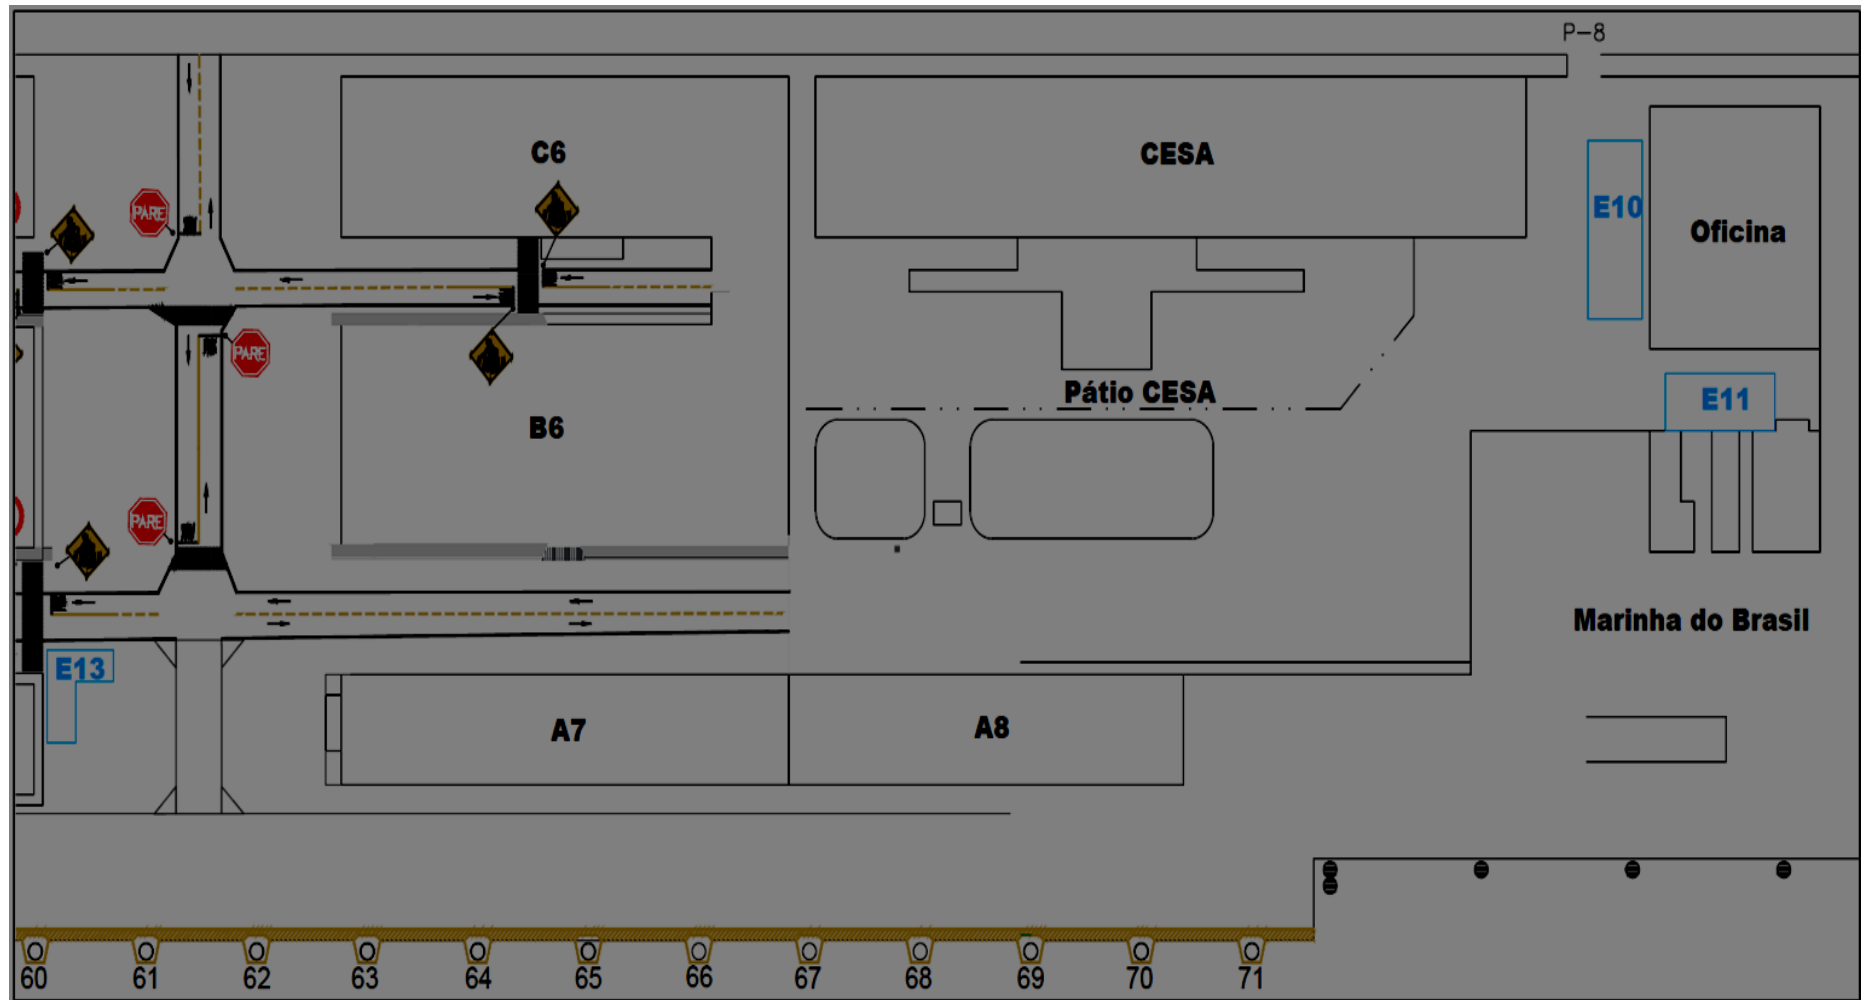 P-8
C6
CESA
E10
Oficina
PARE
PARE
Pátio CESA
E11
B6
PARE
Marinha do Brasil
E13
A7
A8
60 61 62 63 64 65 66 67 68 69 70 71